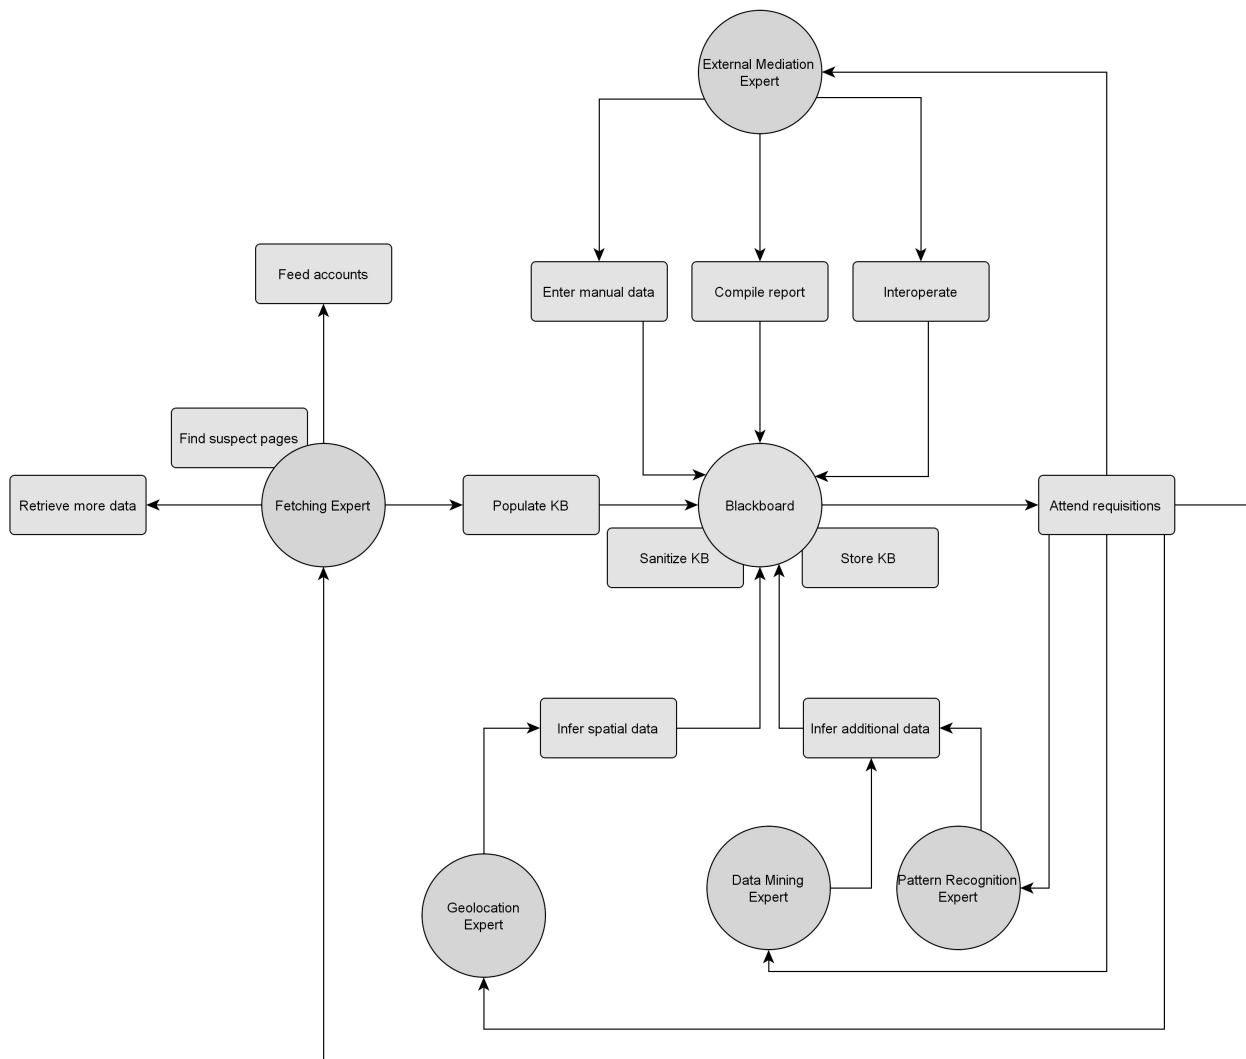 External Mediation
Expert
Feed accounts
Enter manual data
Compile report
Interoperate
Find suspect pages
Retrieve more data
Fetching Expert
Populate KB
Blackboard
Attend requisitions
Sanitize KB
Store KB
Infer spatial data
Infer additional data
Data Mining
Expert
Pattern Recognition
Expert
Geolocation
Expert